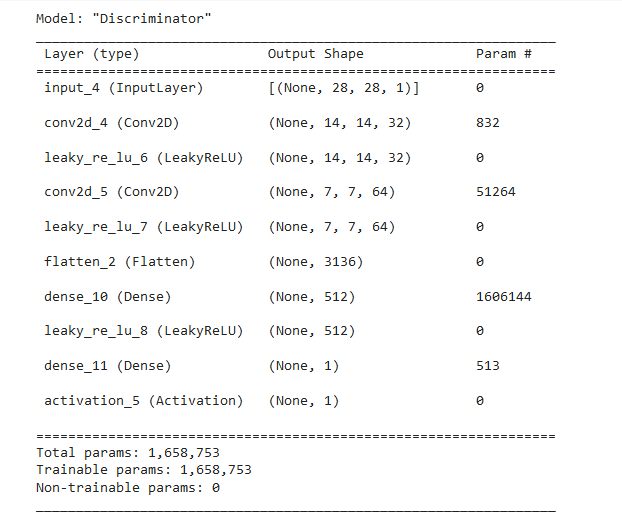 Model: "Discriminator"
Layer (type) Output Shape Param #
input_4 (InputLayer) [(None, 28, 28, 1)] 0
conv2d_4 (Conv2D) (None, 14, 14, 32) 832
leaky_re_lu_6 (LeakyReLU) (None, 14, 14, 32) 0
conv2d_5 (Conv2D) (None, 7, 7, 64) 51264
leaky_re_lu_7 (LeakyReLU) (None, 7, 7, 64) 0
flatten_2 (Flatten) (None, 3136) 0
dense_10 (Dense) (None, 512) 1606144
leaky_re_lu_8 (LeakyReLU) (None, 512) 0
dense_11 (Dense) (None, 1) 513
activation_5 (Activation) (None, 1) 0
Total params: 1,658,753
Trainable params: 1,658,753
Non-trainable params: 0